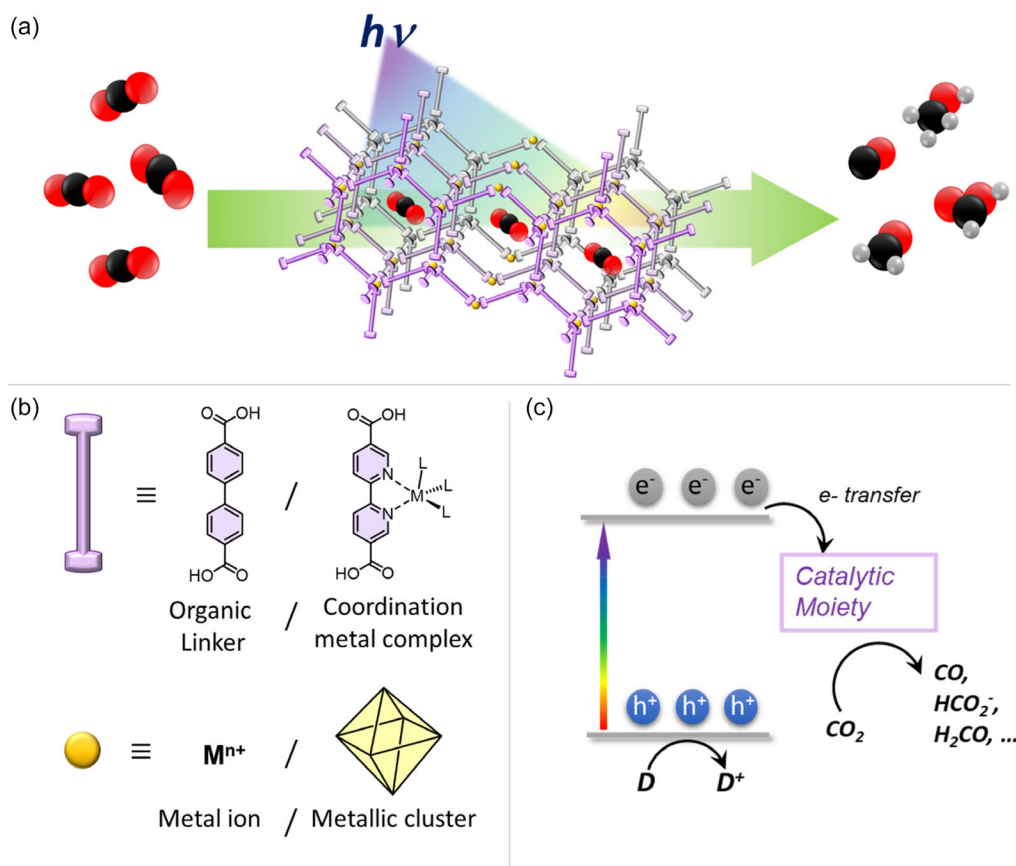 (a)
hν
(b)
O
OH
HO
O
≡
/
O
OH
N
N
M
L
L
L
HO
O
Organic
Linker
/
Coordination
metal complex
≡
Mⁿ⁺
/
Metal ion
/
Metallic cluster
(c)
e⁻
e⁻
e⁻
e- transfer
Catalytic
Moiety
h⁺
h⁺
h⁺
D
D⁺
CO₂
CO,
HCO₂⁻,
H₂CO, ...